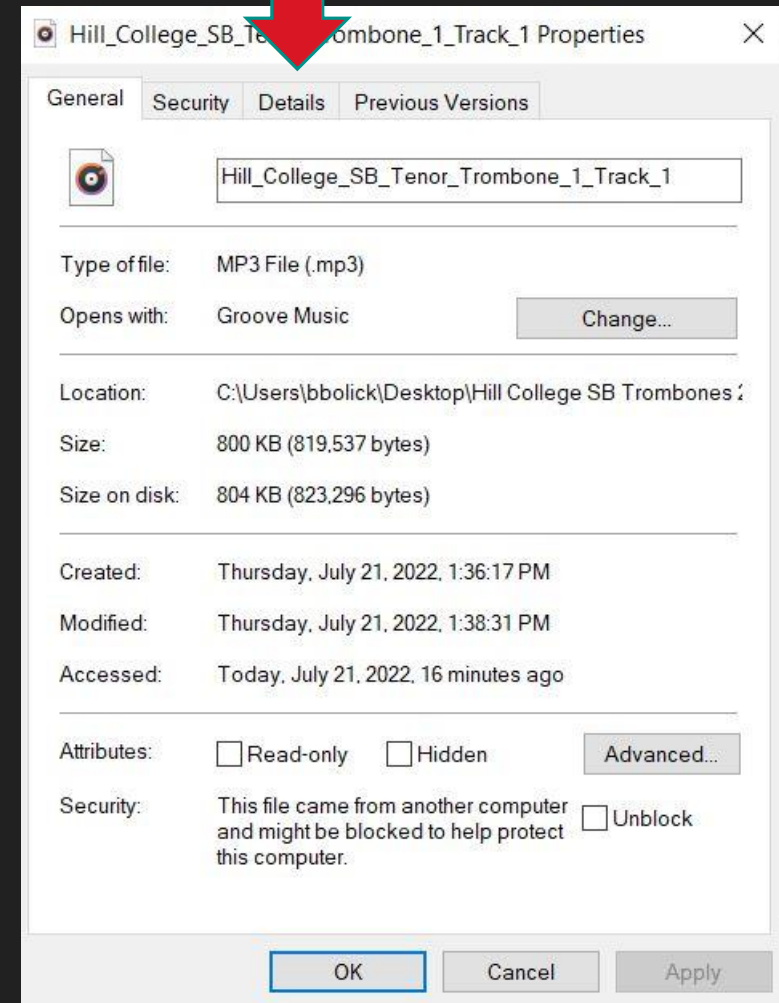 Hill_College_SB_Te ombone_1_Track_1 Properties
General Security Details Previous Versions
Hill_College_SB_Tenor_Trombone_1_Track_1
Type of file: MP3 File (.mp3)
Opens with: Groove Music Change...
Location: C:\Users\bbolick\Desktop\Hill College SB Trombones
Size: 800 KB (819,537 bytes)
Size on disk: 804 KB (823,296 bytes)
Created: Thursday, July 21, 2022, 1:36:17 PM
Modified: Thursday, July 21, 2022, 1:38:31 PM
Accessed: Today, July 21, 2022, 16 minutes ago
Attributes: Read-only Hidden Advanced...
Security: This file came from another computer
and might be blocked to help protect
this computer.
Unblock
OK Cancel Apply